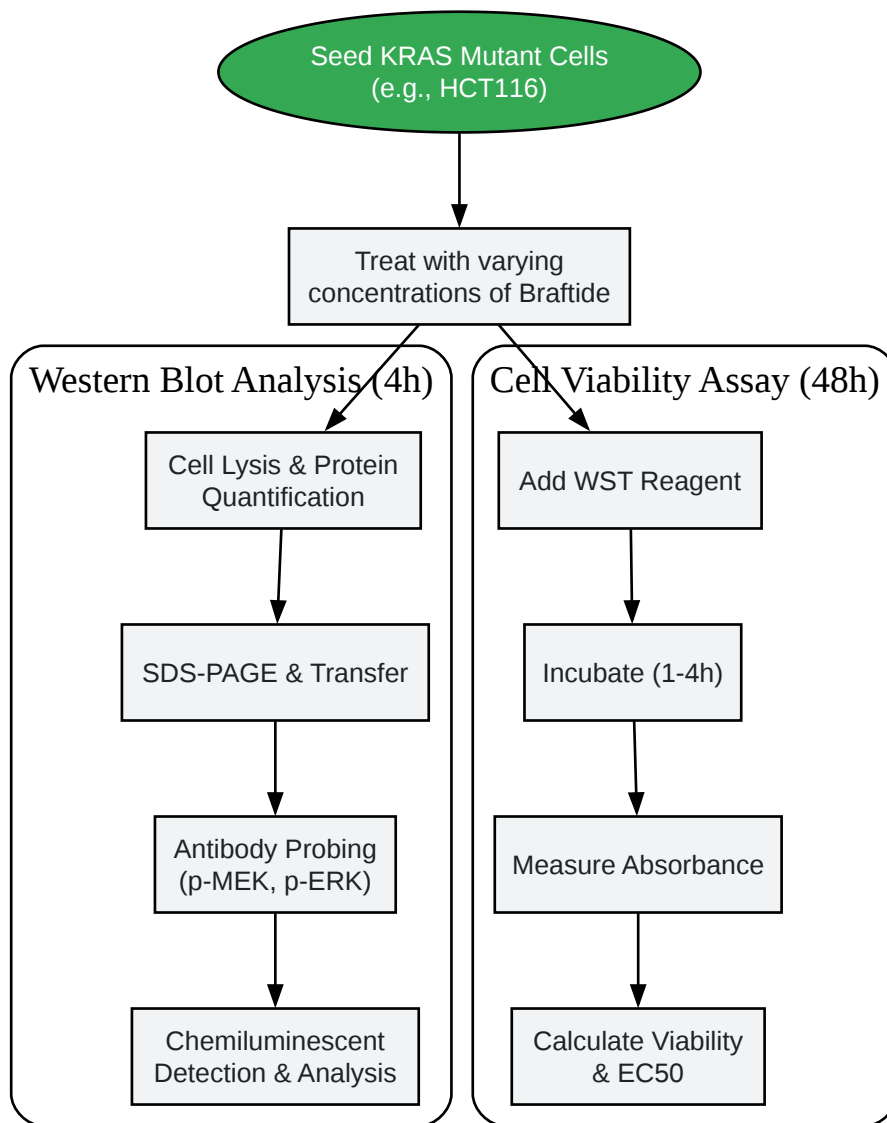 Seed KRAS Mutant Cells
(e.g., HCT116)
Treat with varying
concentrations of Braftide
Western Blot Analysis (4h)
Cell Lysis & Protein
Quantification
SDS-PAGE & Transfer
Antibody Probing
(p-MEK, p-ERK)
Chemiluminescent
Detection & Analysis
Cell Viability Assay (48h)
Add WST Reagent
Incubate (1-4h)
Measure Absorbance
Calculate Viability
& EC50